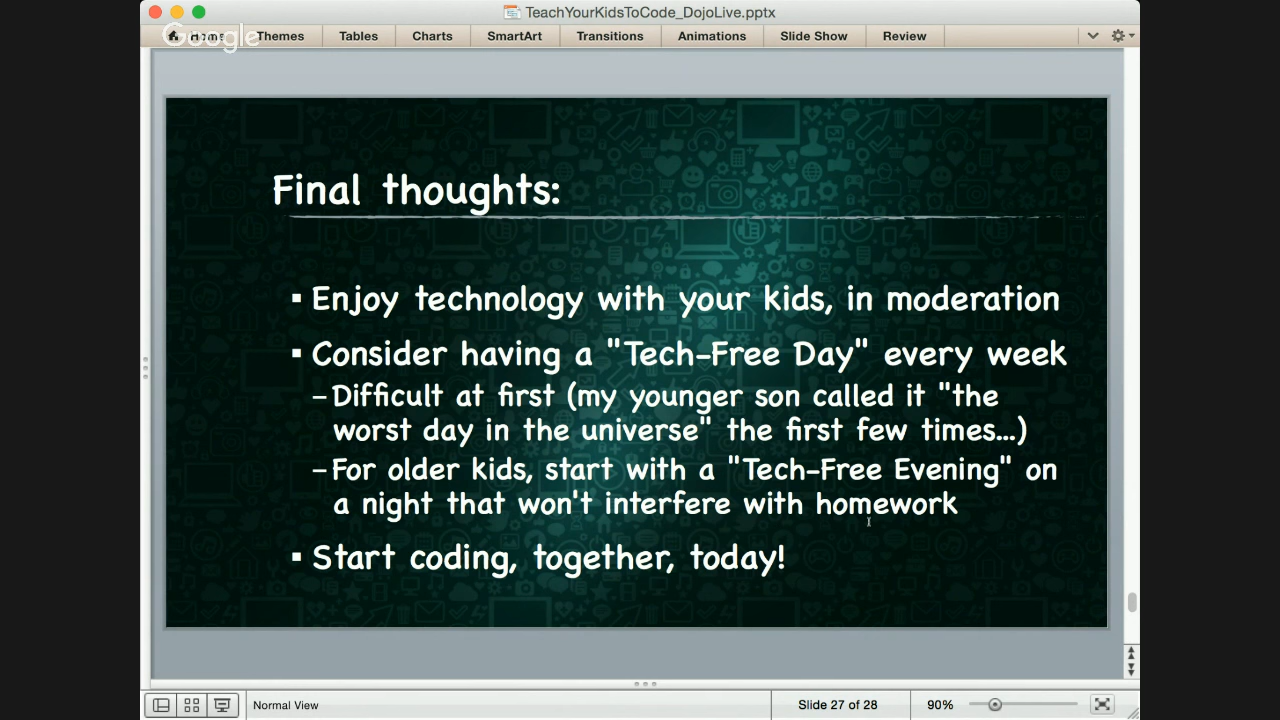 TeachYourKidsToCode_DojoLive.pptx
Google
Home Themes Tables Charts SmartArt Transitions Animations Slide Show Review
Final thoughts:
▪ Enjoy technology with your kids, in moderation
▪ Consider having a "Tech-Free Day" every week
–Difficult at first (my younger son called it "the
worst day in the universe" the first few times...)
–For older kids, start with a "Tech-Free Evening" on
a night that won't interfere with homework
▪ Start coding, together, today!
Normal View Slide 27 of 28 90%